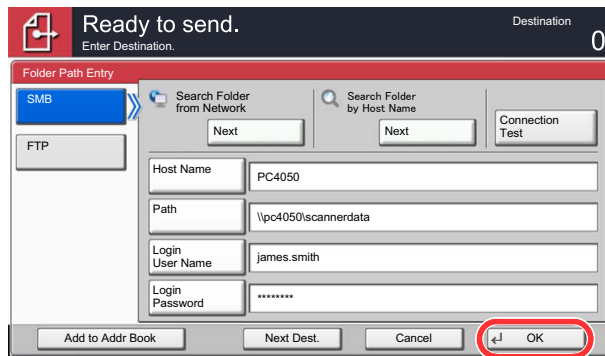 Ready to send.
Enter Destination.
Destination
0
Folder Path Entry
SMB
FTP
Search Folder
from Network
Next
Search Folder
by Host Name
Next
Connection
Test
Host Name
PC4050
Path
\\pc4050\scannerdata
Login
User Name
james.smith
Login
Password
********
Add to Addr Book
Next Dest.
Cancel
OK